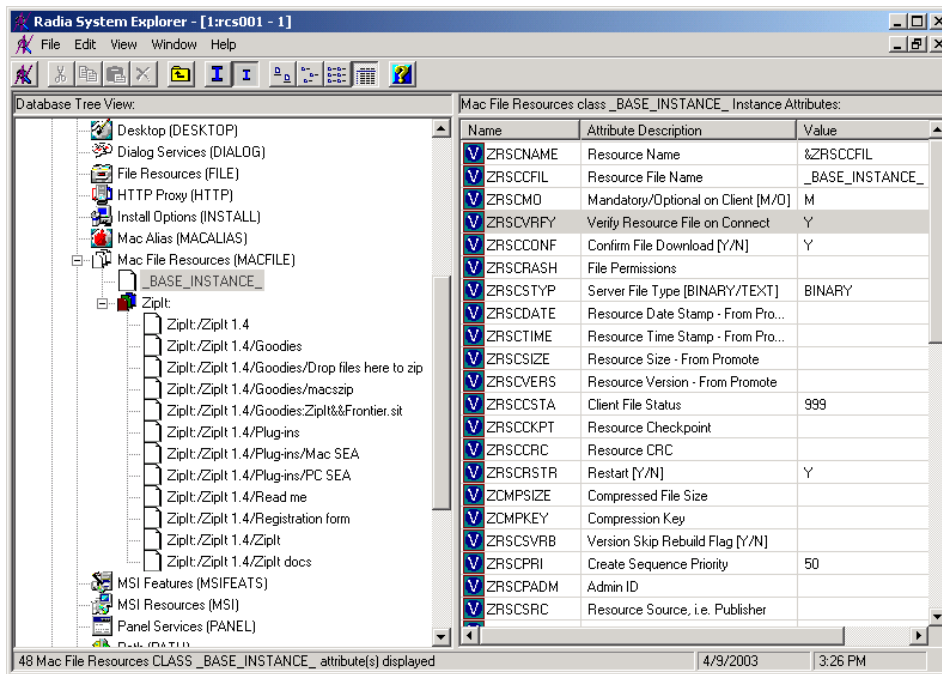 Radia System Explorer - [1:rcs001 - 1]
File Edit View Window Help
Database Tree View:
Desktop (DESKTOP)
Dialog Services (DIALOG)
File Resources (FILE)
HTTP Proxy (HTTP)
Install Options (INSTALL)
Mac Alias (MACALIAS)
Mac File Resources (MACFILE)
_BASE_INSTANCE_
ZipIt:
ZipIt:/ZipIt 1.4
ZipIt:/ZipIt 1.4/Goodies
ZipIt:/ZipIt 1.4/Goodies/Drop files here to zip
ZipIt:/ZipIt 1.4/Goodies/macszip
ZipIt:/ZipIt 1.4/Goodies:ZipIt&&Frontier.sit
ZipIt:/ZipIt 1.4/Plug-ins
ZipIt:/ZipIt 1.4/Plug-ins/Mac SEA
ZipIt:/ZipIt 1.4/Plug-ins/PC SEA
ZipIt:/ZipIt 1.4/Read me
ZipIt:/ZipIt 1.4/Registration form
ZipIt:/ZipIt 1.4/ZipIt
ZipIt:/ZipIt 1.4/ZipIt docs
MSI Features (MSIFEATS)
MSI Resources (MSI)
Panel Services (PANEL)
Path (PATH)
Mac File Resources class _BASE_INSTANCE_ Instance Attributes:
Name Attribute Description Value
ZRSCNAME Resource Name &ZRSCCFIL
ZRSCCFIL Resource File Name _BASE_INSTANCE_
ZRSCMO Mandatory/Optional on Client [M/O] M
ZRSCVRFY Verify Resource File on Connect Y
ZRSCCONF Confirm File Download [Y/N] Y
ZRSCRASH File Permissions
ZRSCSTYP Server File Type [BINARY/TEXT] BINARY
ZRSCDATE Resource Date Stamp - From Pro...
ZRSCTIME Resource Time Stamp - From Pro...
ZRSCSIZE Resource Size - From Promote
ZRSCVERS Resource Version - From Promote
ZRSCCSTA Client File Status 999
ZRSCCKPT Resource Checkpoint
ZRSCCRC Resource CRC
ZRSCRSTR Restart [Y/N] Y
ZCMPSIZE Compressed File Size
ZCMPKEY Compression Key
ZRSCSVRB Version Skip Rebuild Flag [Y/N]
ZRSCPRI Create Sequence Priority 50
ZRSCPADM Admin ID
ZRSCSRC Resource Source, i.e. Publisher
48 Mac File Resources CLASS _BASE_INSTANCE_ attribute(s) displayed 4/9/2003 3:26 PM